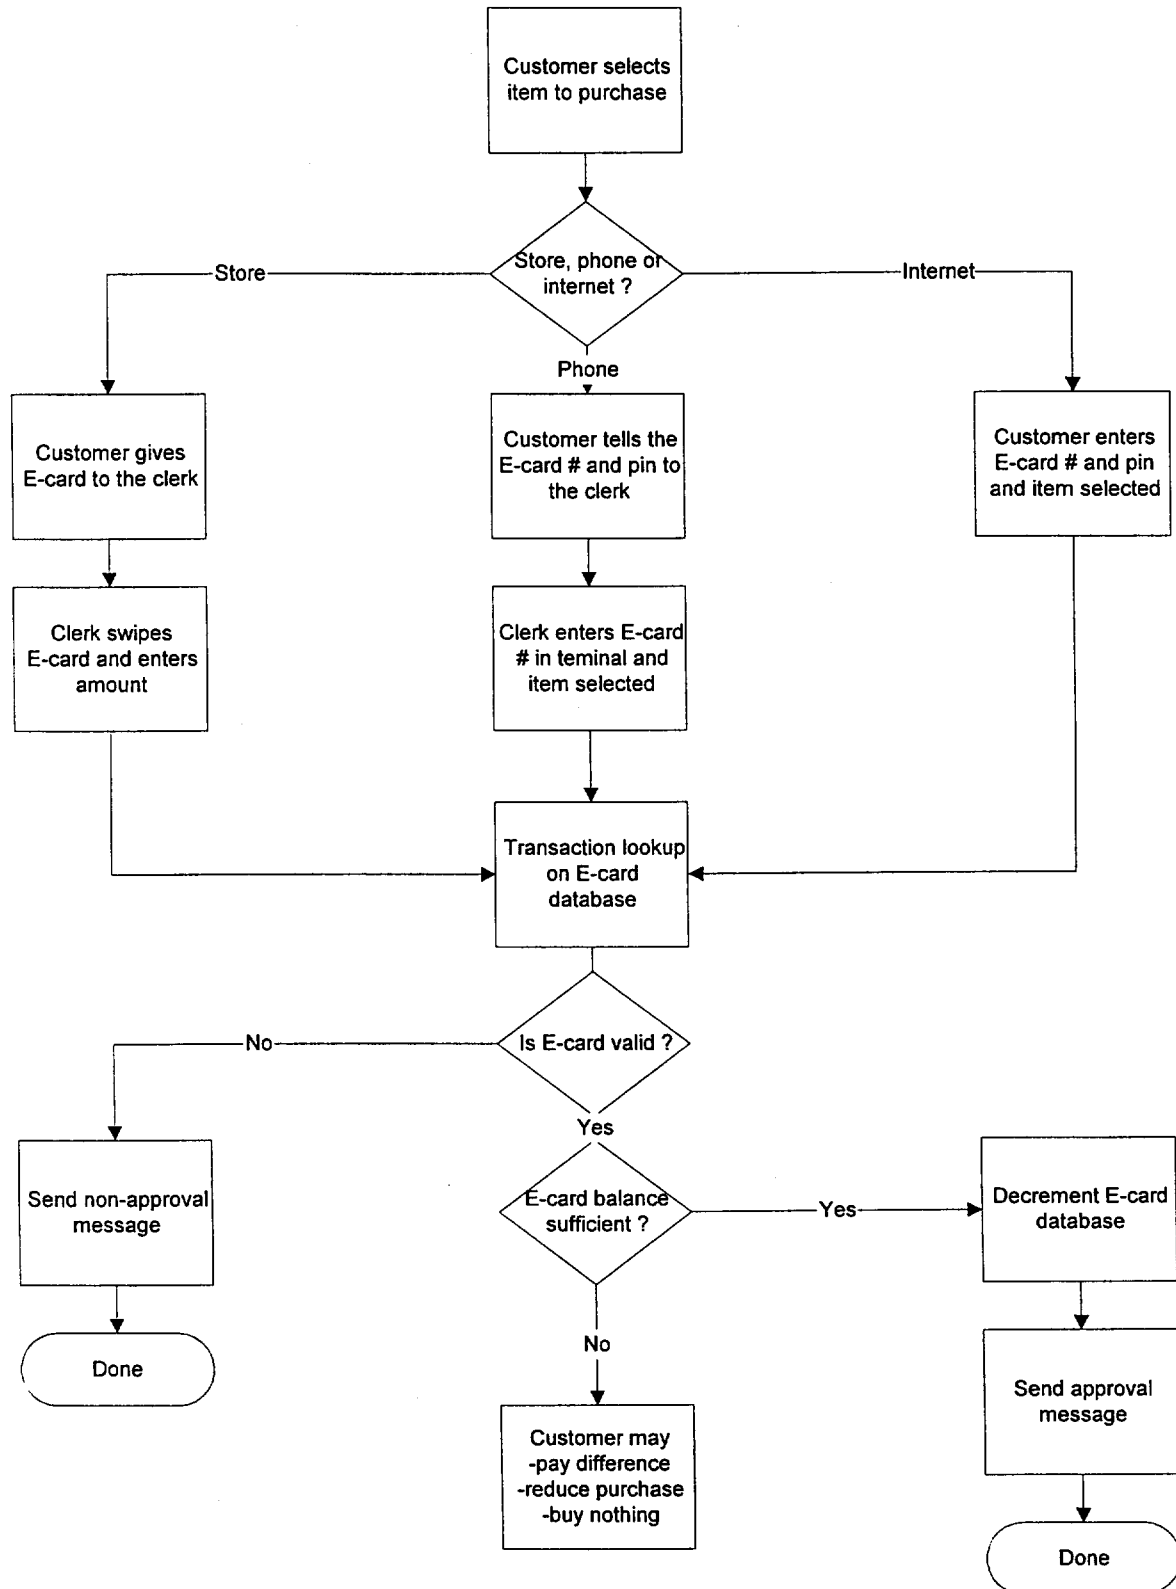 Customer selects
item to purchase
Store, phone or
internet ?
Store
Internet
Phone
Customer gives
E-card to the clerk
Customer tells the
E-card # and pin to
the clerk
Customer enters
E-card # and pin
and item selected
Clerk swipes
E-card and enters
amount
Clerk enters E-card
# in teminal and
item selected
Transaction lookup
on E-card
database
Is E-card valid ?
No
Yes
Send non-approval
message
E-card balance
sufficient ?
Yes
Decrement E-card
database
Done
No
Send approval
message
Customer may
-pay difference
-reduce purchase
-buy nothing
Done